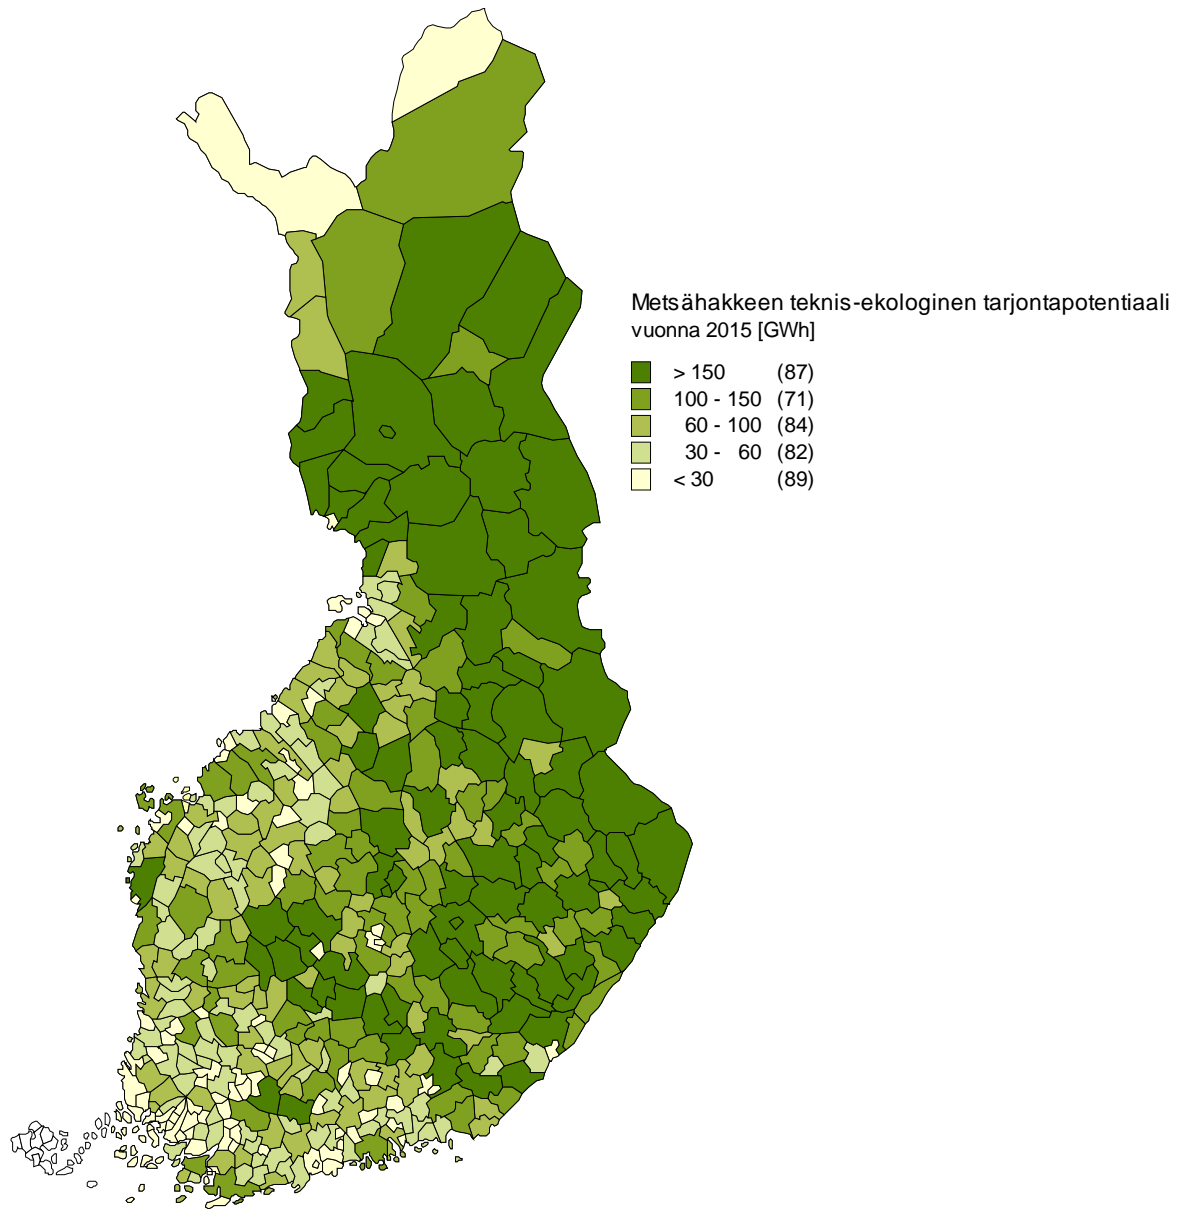 Metsähakkeen teknis-ekologinen tarjontapotentiaali
vuonna 2015 [GWh]
> 150 (87)
100 - 150 (71)
60 - 100 (84)
30 - 60 (82)
< 30 (89)